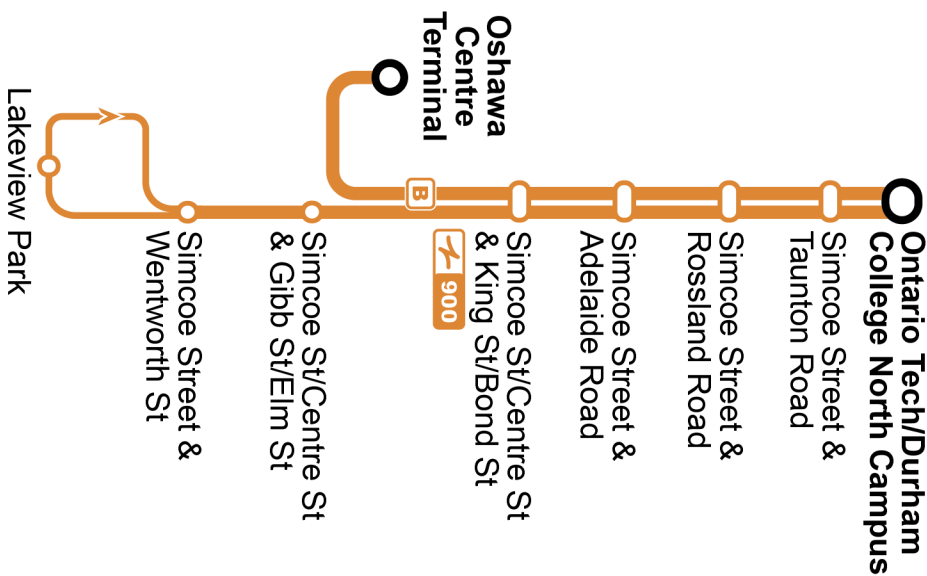 Ontario Tech/Durham
College North Campus
Simcoe Street &
Taunton Road
Simcoe Street &
Rossland Road
Simcoe Street &
Adelaide Road
Simcoe St/Centre St
& King St/Bond St
900
B
Oshawa
Centre
Terminal
Simcoe St/Centre St
& Gibb St/Elm St
Simcoe Street &
Wentworth St
Lakeview Park